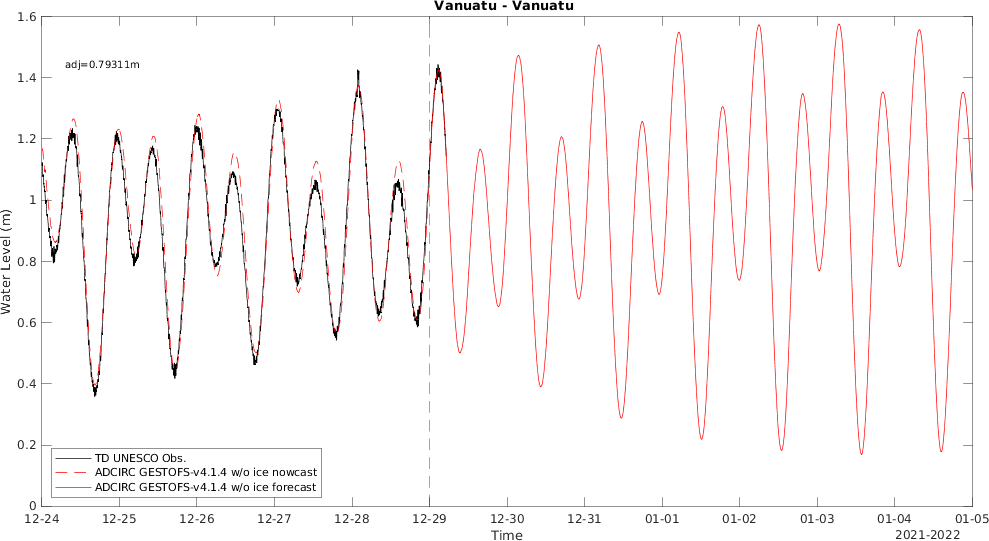 Vanuatu - Vanuatu
1.6
adj=0.79311m
1.4
1.2
1
0.8
0.6
0.4
0.2
0
Water Level (m)
TD UNESCO Obs.
ADCIRC GESTOFS-v4.1.4 w/o ice nowcast
ADCIRC GESTOFS-v4.1.4 w/o ice forecast
12-24 12-25 12-26 12-27 12-28 12-29 12-30 12-31 01-01 01-02 01-03 01-04 01-05
Time
2021-2022